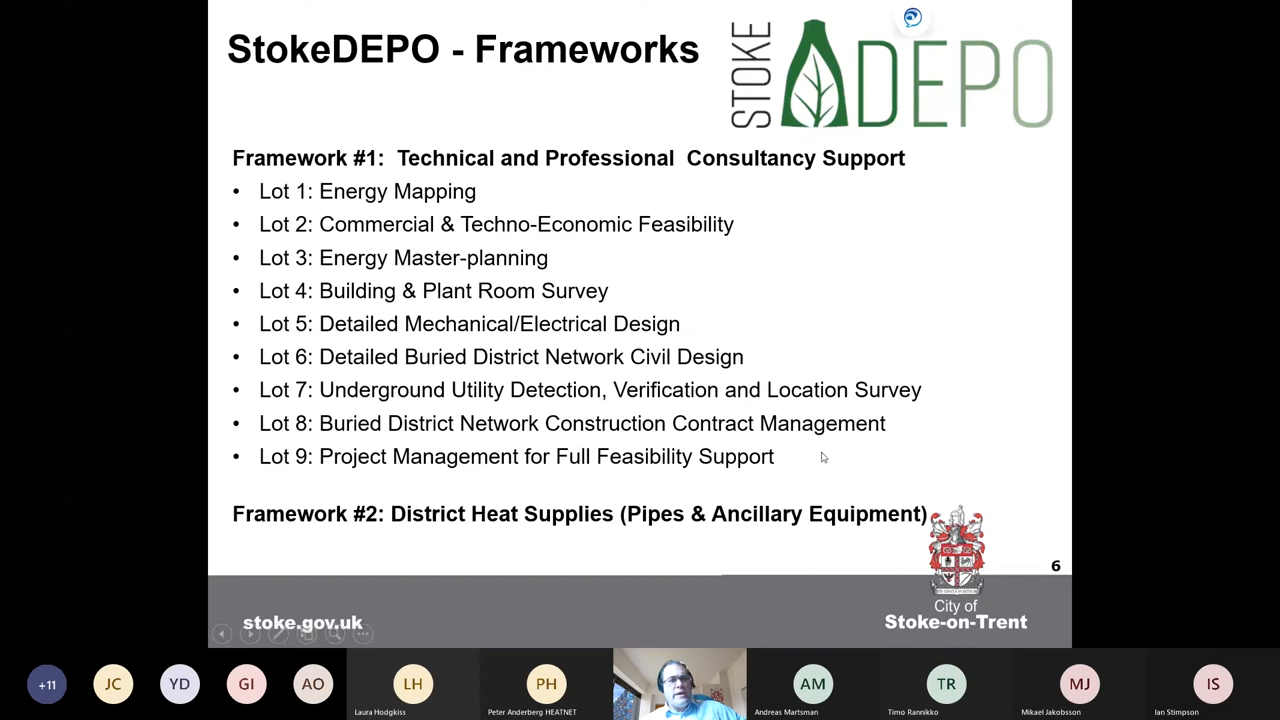 StokeDEPO - Frameworks
STOKE
DEPO
Framework #1:  Technical and Professional  Consultancy Support
• Lot 1: Energy Mapping
• Lot 2: Commercial & Techno-Economic Feasibility
• Lot 3: Energy Master-planning
• Lot 4: Building & Plant Room Survey
• Lot 5: Detailed Mechanical/Electrical Design
• Lot 6: Detailed Buried District Network Civil Design
• Lot 7: Underground Utility Detection, Verification and Location Survey
• Lot 8: Buried District Network Construction Contract Management
• Lot 9: Project Management for Full Feasibility Support
Framework #2: District Heat Supplies (Pipes & Ancillary Equipment)
6
stoke.gov.uk
City of
Stoke-on-Trent
+11 JC YD GI AO LH PH AM TR MJ IS
Laura Hodgkiss Peter Anderberg HEATNET Andreas Martsman Timo Rannikko Mikael Jakobsson Ian Stimpson